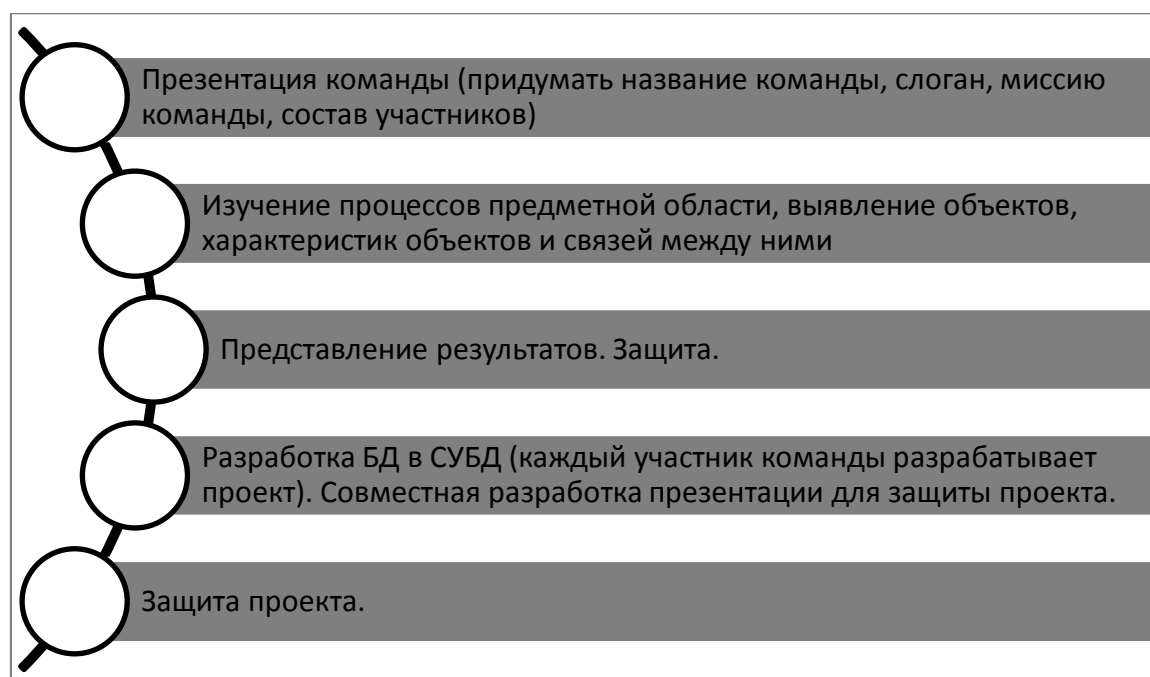 Презентация команды (придумать название команды, слоган, миссию
команды, состав участников)
Изучение процессов предметной области, выявление объектов,
характеристик объектов и связей между ними
Представление результатов. Защита.
Разработка БД в СУБД (каждый участник команды разрабатывает
проект). Совместная разработка презентации для защиты проекта.
Защита проекта.